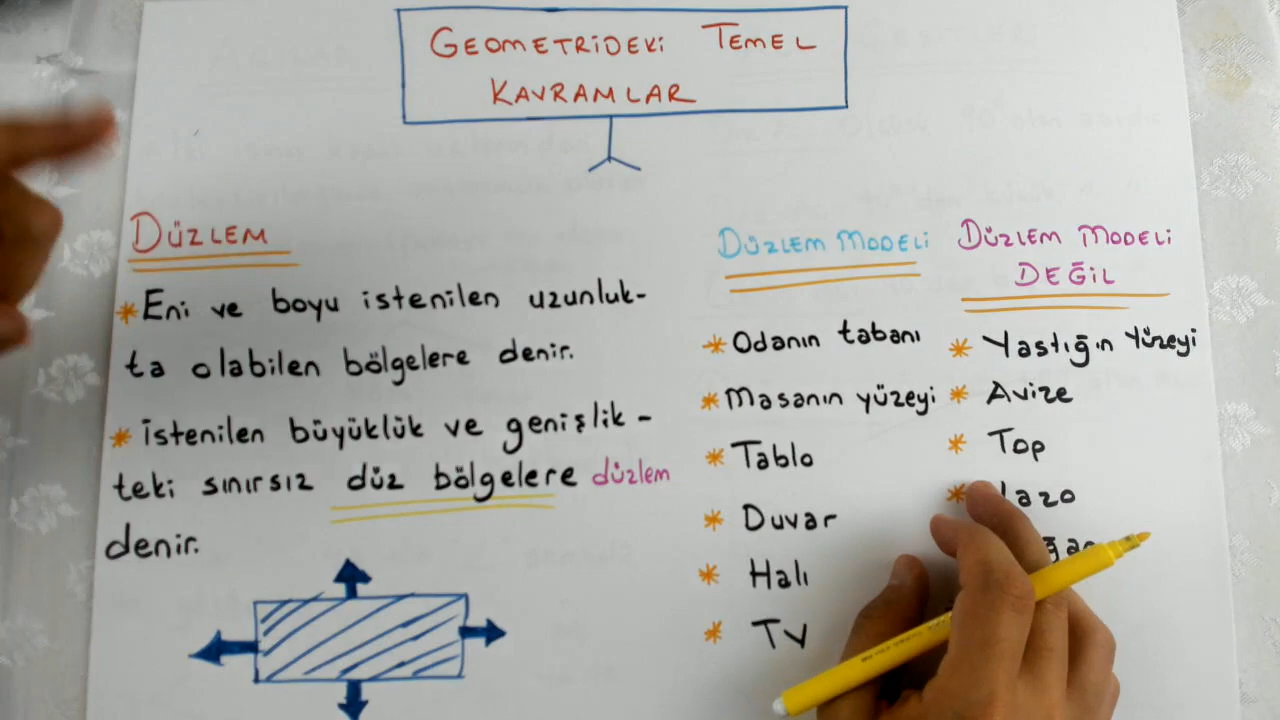 GEOMETRİDEKİ TEMEL
KAVRAMLAR
DÜZLEM
* Eni ve boyu istenilen uzunluk-
ta olabilen bölgelere denir.
* İstenilen büyüklük ve genişlik-
teki sınırsız düz bölgelere düzlem
denir.
DÜZLEM MODELİ
* Odanın tabanı
* Masanın yüzeyi
* Tablo
* Duvar
* Halı
* TV
DÜZLEM MODELİ
DEĞİL
* Yastığın Yüzeyi
* Avize
* Top